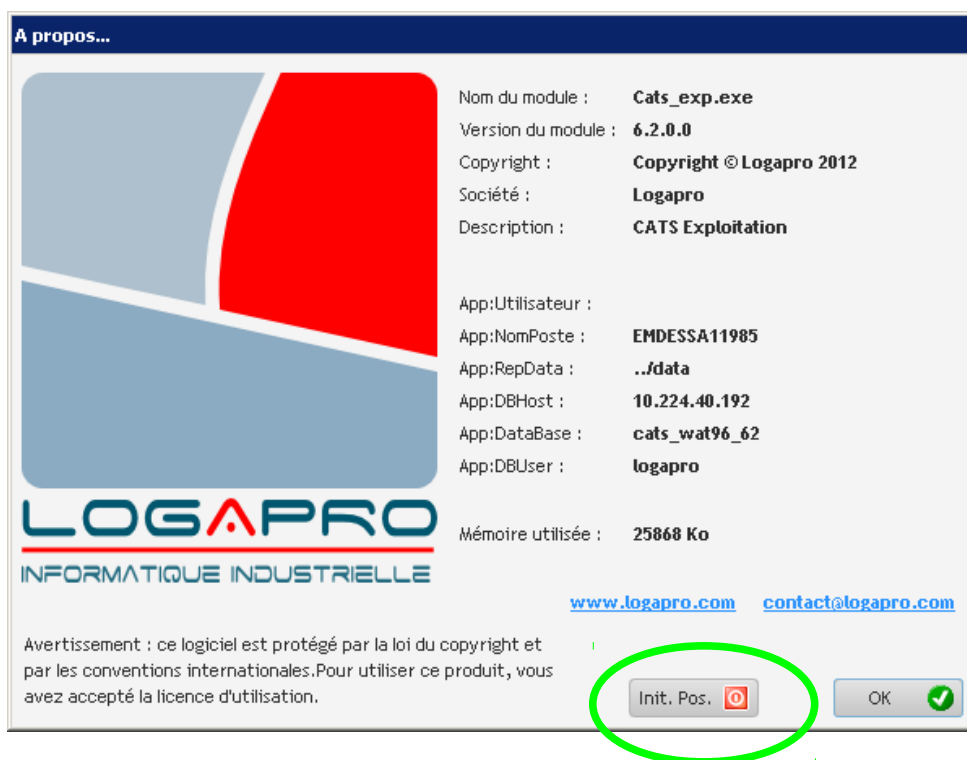 A propos...
Nom du module : Cats_exp.exe
Version du module : 6.2.0.0
Copyright : Copyright © Logapro 2012
Société : Logapro
Description : CATS Exploitation
App:Utilisateur :
App:NomPoste : EMDESSA11985
App:RepData : ../data
App:DBHost : 10.224.40.192
App:DataBase : cats_wat96_62
App:DBUser : logapro
LOGAPRO
INFORMATIQUE INDUSTRIELLE
Mémoire utilisée : 25868 Ko
www.logapro.com contact@logapro.com
Avertissement : ce logiciel est protégé par la loi du copyright et
par les conventions internationales.Pour utiliser ce produit, vous
avez accepté la licence d'utilisation.
Init. Pos. OK